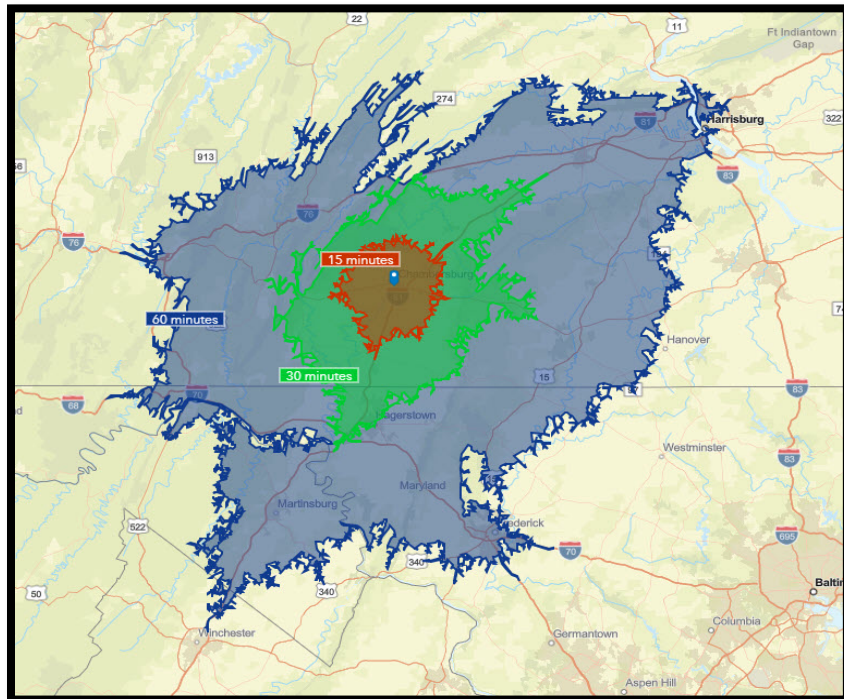 22
11
Ft Indiantown
Gap
274
Harrisburg
322
81
913
83
76
76
15 minutes
Chambersburg
60 minutes
Hanover
30 minutes
15
83
70
68
Hagerstown
Westminster
83
Maryland
Martinsburg
522
Frederick
695
70
50
340
340
Baltim
Columbia
Winchester
Germantown
Aspen Hill